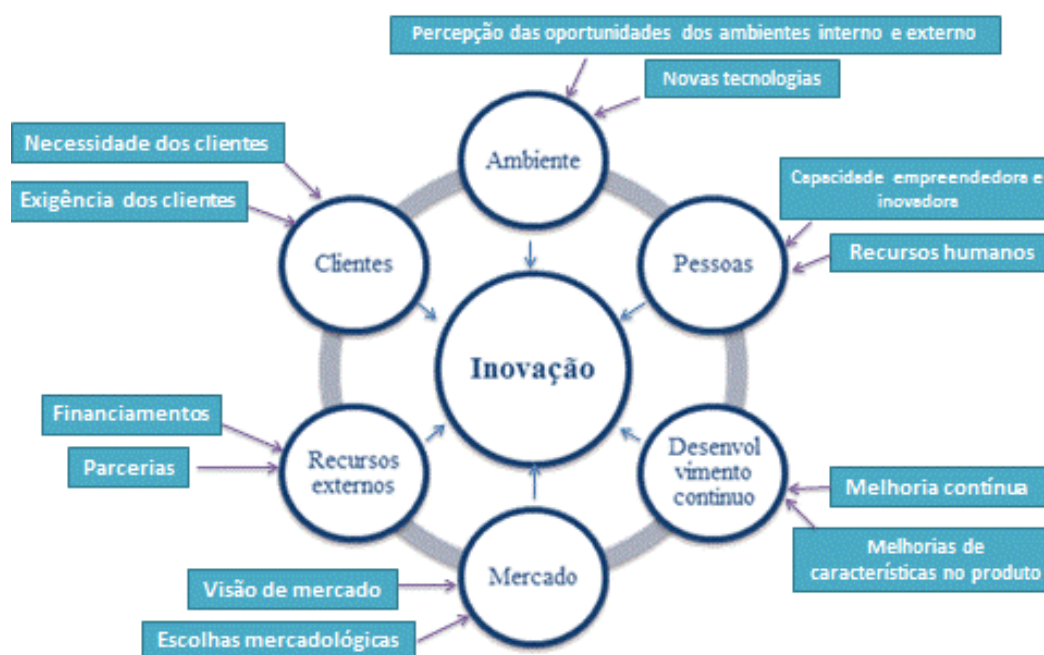 Percepção das oportunidades dos ambientes interno e externo
Novas tecnologias
Ambiente
Necessidade dos clientes
Exigência dos clientes
Clientes
Capacidade empreendedora e
inovadora
Recursos humanos
Pessoas
Inovação
Financiamentos
Parcerias
Recursos
externos
Desenvol
vimento
contínuo
Melhoria contínua
Melhorias de
características no produto
Mercado
Visão de mercado
Escolhas mercadológicas